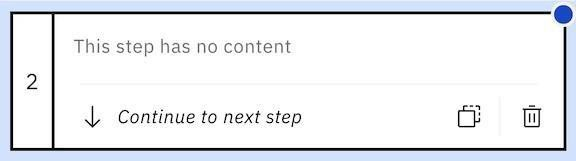 This step has no content
2
Continue to next step